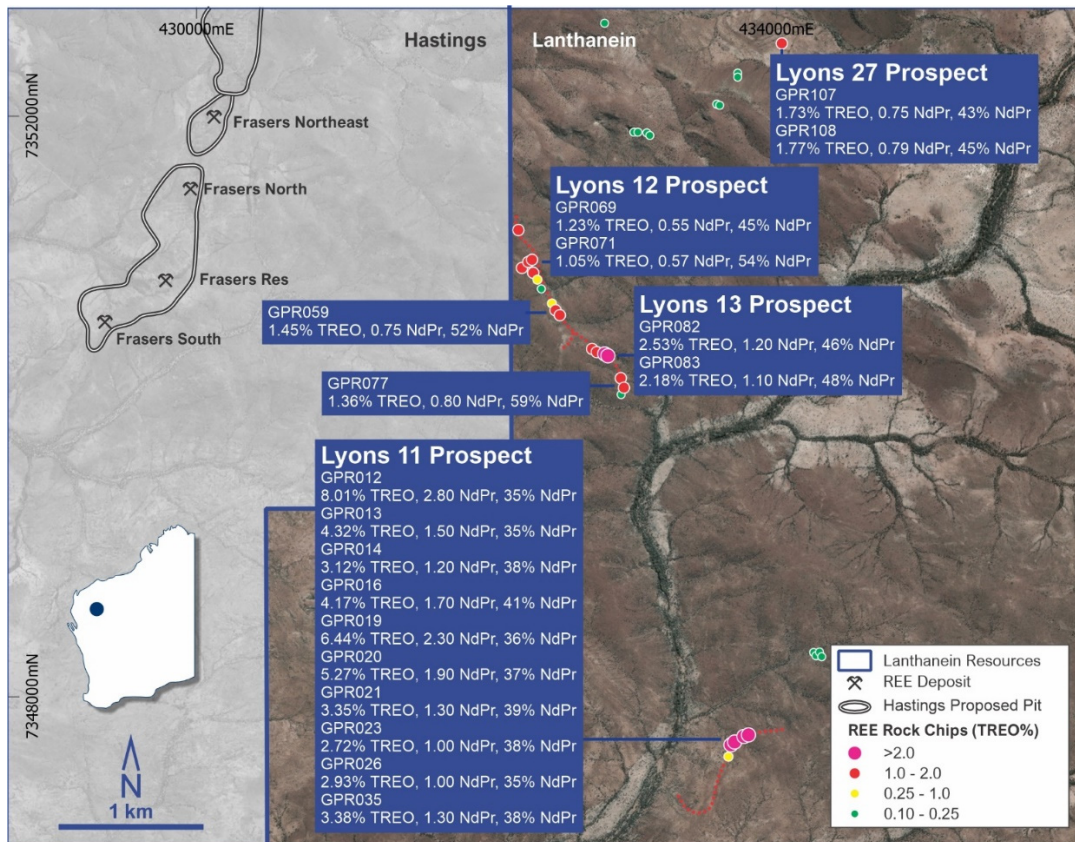 430000mE
434000mE
Hastings
Lanthanein
7352000mN
7348000mN
Frasers Northeast
Frasers North
Frasers Res
Frasers South
Lyons 27 Prospect
GPR107
1.73% TREO, 0.75 NdPr, 43% NdPr
GPR108
1.77% TREO, 0.79 NdPr, 45% NdPr
Lyons 12 Prospect
GPR069
1.23% TREO, 0.55 NdPr, 45% NdPr
GPR071
1.05% TREO, 0.57 NdPr, 54% NdPr
GPR059
1.45% TREO, 0.75 NdPr, 52% NdPr
Lyons 13 Prospect
GPR082
2.53% TREO, 1.20 NdPr, 46% NdPr
GPR083
2.18% TREO, 1.10 NdPr, 48% NdPr
GPR077
1.36% TREO, 0.80 NdPr, 59% NdPr
Lyons 11 Prospect
GPR012
8.01% TREO, 2.80 NdPr, 35% NdPr
GPR013
4.32% TREO, 1.50 NdPr, 35% NdPr
GPR014
3.12% TREO, 1.20 NdPr, 38% NdPr
GPR016
4.17% TREO, 1.70 NdPr, 41% NdPr
GPR019
6.44% TREO, 2.30 NdPr, 36% NdPr
GPR020
5.27% TREO, 1.90 NdPr, 37% NdPr
GPR021
3.35% TREO, 1.30 NdPr, 39% NdPr
GPR023
2.72% TREO, 1.00 NdPr, 38% NdPr
GPR026
2.93% TREO, 1.00 NdPr, 35% NdPr
GPR035
3.38% TREO, 1.30 NdPr, 38% NdPr
N
1 km
Lanthanein Resources
REE Deposit
Hastings Proposed Pit
REE Rock Chips (TREO%)
>2.0
1.0 - 2.0
0.25 - 1.0
0.10 - 0.25